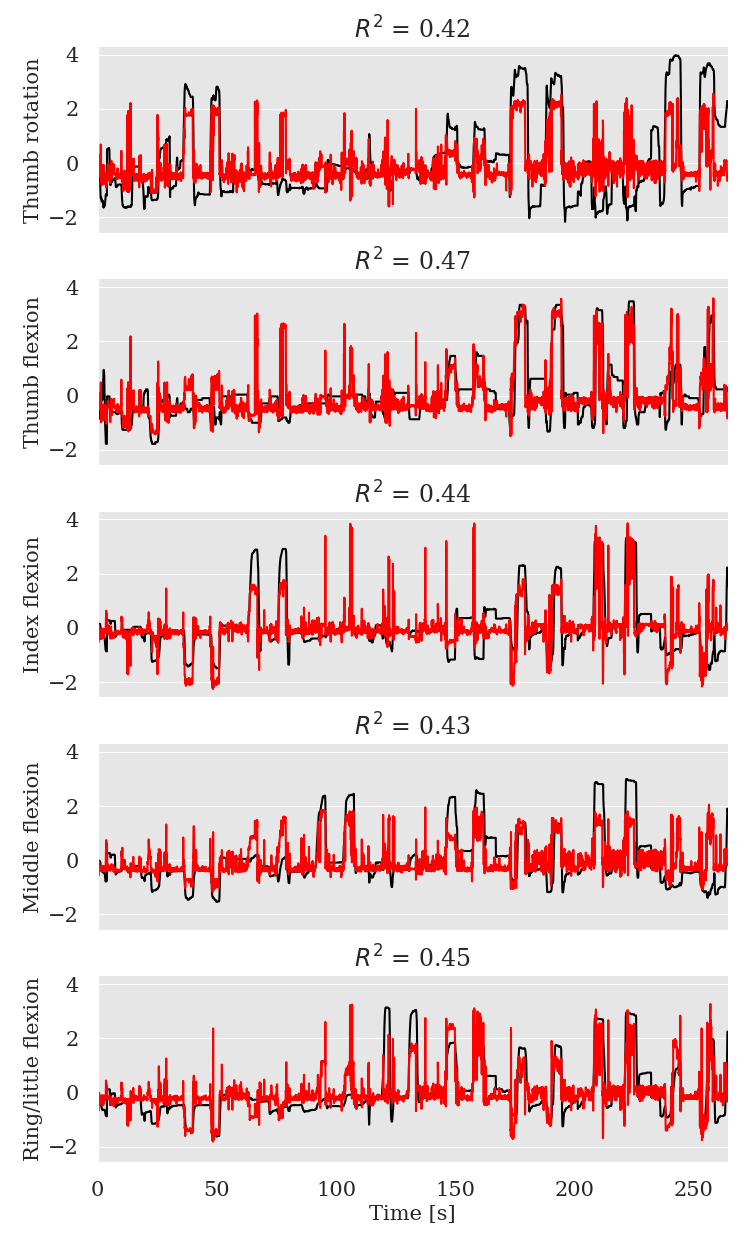 R² = 0.42
Thumb rotation
4
2
0
−2
R² = 0.47
Thumb flexion
4
2
0
−2
R² = 0.44
Index flexion
4
2
0
−2
R² = 0.43
Middle flexion
4
2
0
−2
R² = 0.45
Ring/little flexion
4
2
0
−2
0 50 100 150 200 250
Time [s]